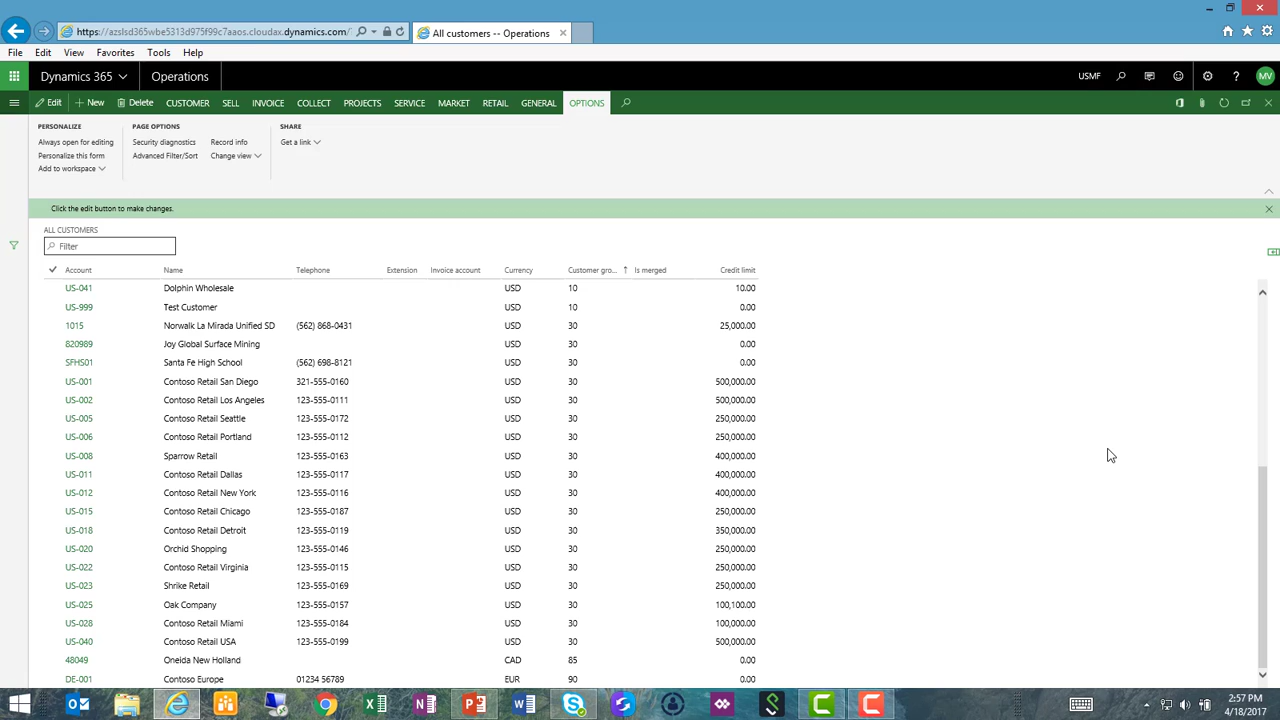 https://azslsd365wbe5313d975f99c7aaos.cloudax.dynamics.com/
All customers -- Operations
File Edit View Favorites Tools Help
Dynamics 365 Operations USMF MV
Edit New Delete CUSTOMER SELL INVOICE COLLECT PROJECTS SERVICE MARKET RETAIL GENERAL OPTIONS
PERSONALIZE PAGE OPTIONS SHARE
Always open for editing Security diagnostics Record info Get a link
Personalize this form Advanced Filter/Sort Change view
Add to workspace
Click the edit button to make changes.
ALL CUSTOMERS
Filter
Account Name Telephone Extension Invoice account Currency Customer gro... Is merged Credit limit
US-041 Dolphin Wholesale USD 10 10.00
US-999 Test Customer USD 10 0.00
1015 Norwalk La Mirada Unified SD (562) 868-0431 USD 30 25,000.00
820989 Joy Global Surface Mining USD 30 0.00
SFHS01 Santa Fe High School (562) 698-8121 USD 30 0.00
US-001 Contoso Retail San Diego 321-555-0160 USD 30 500,000.00
US-002 Contoso Retail Los Angeles 123-555-0111 USD 30 500,000.00
US-005 Contoso Retail Seattle 123-555-0172 USD 30 250,000.00
US-006 Contoso Retail Portland 123-555-0112 USD 30 250,000.00
US-008 Sparrow Retail 123-555-0163 USD 30 400,000.00
US-011 Contoso Retail Dallas 123-555-0117 USD 30 400,000.00
US-012 Contoso Retail New York 123-555-0116 USD 30 400,000.00
US-015 Contoso Retail Chicago 123-555-0187 USD 30 250,000.00
US-018 Contoso Retail Detroit 123-555-0119 USD 30 350,000.00
US-020 Orchid Shopping 123-555-0146 USD 30 250,000.00
US-022 Contoso Retail Virginia 123-555-0115 USD 30 250,000.00
US-023 Shrike Retail 123-555-0169 USD 30 250,000.00
US-025 Oak Company 123-555-0157 USD 30 100,100.00
US-028 Contoso Retail Miami 123-555-0184 USD 30 100,000.00
US-040 Contoso Retail USA 123-555-0199 USD 30 500,000.00
48049 Oneida New Holland CAD 85 0.00
DE-001 Contoso Europe 01234 56789 EUR 90 0.00
2:57 PM
4/18/2017